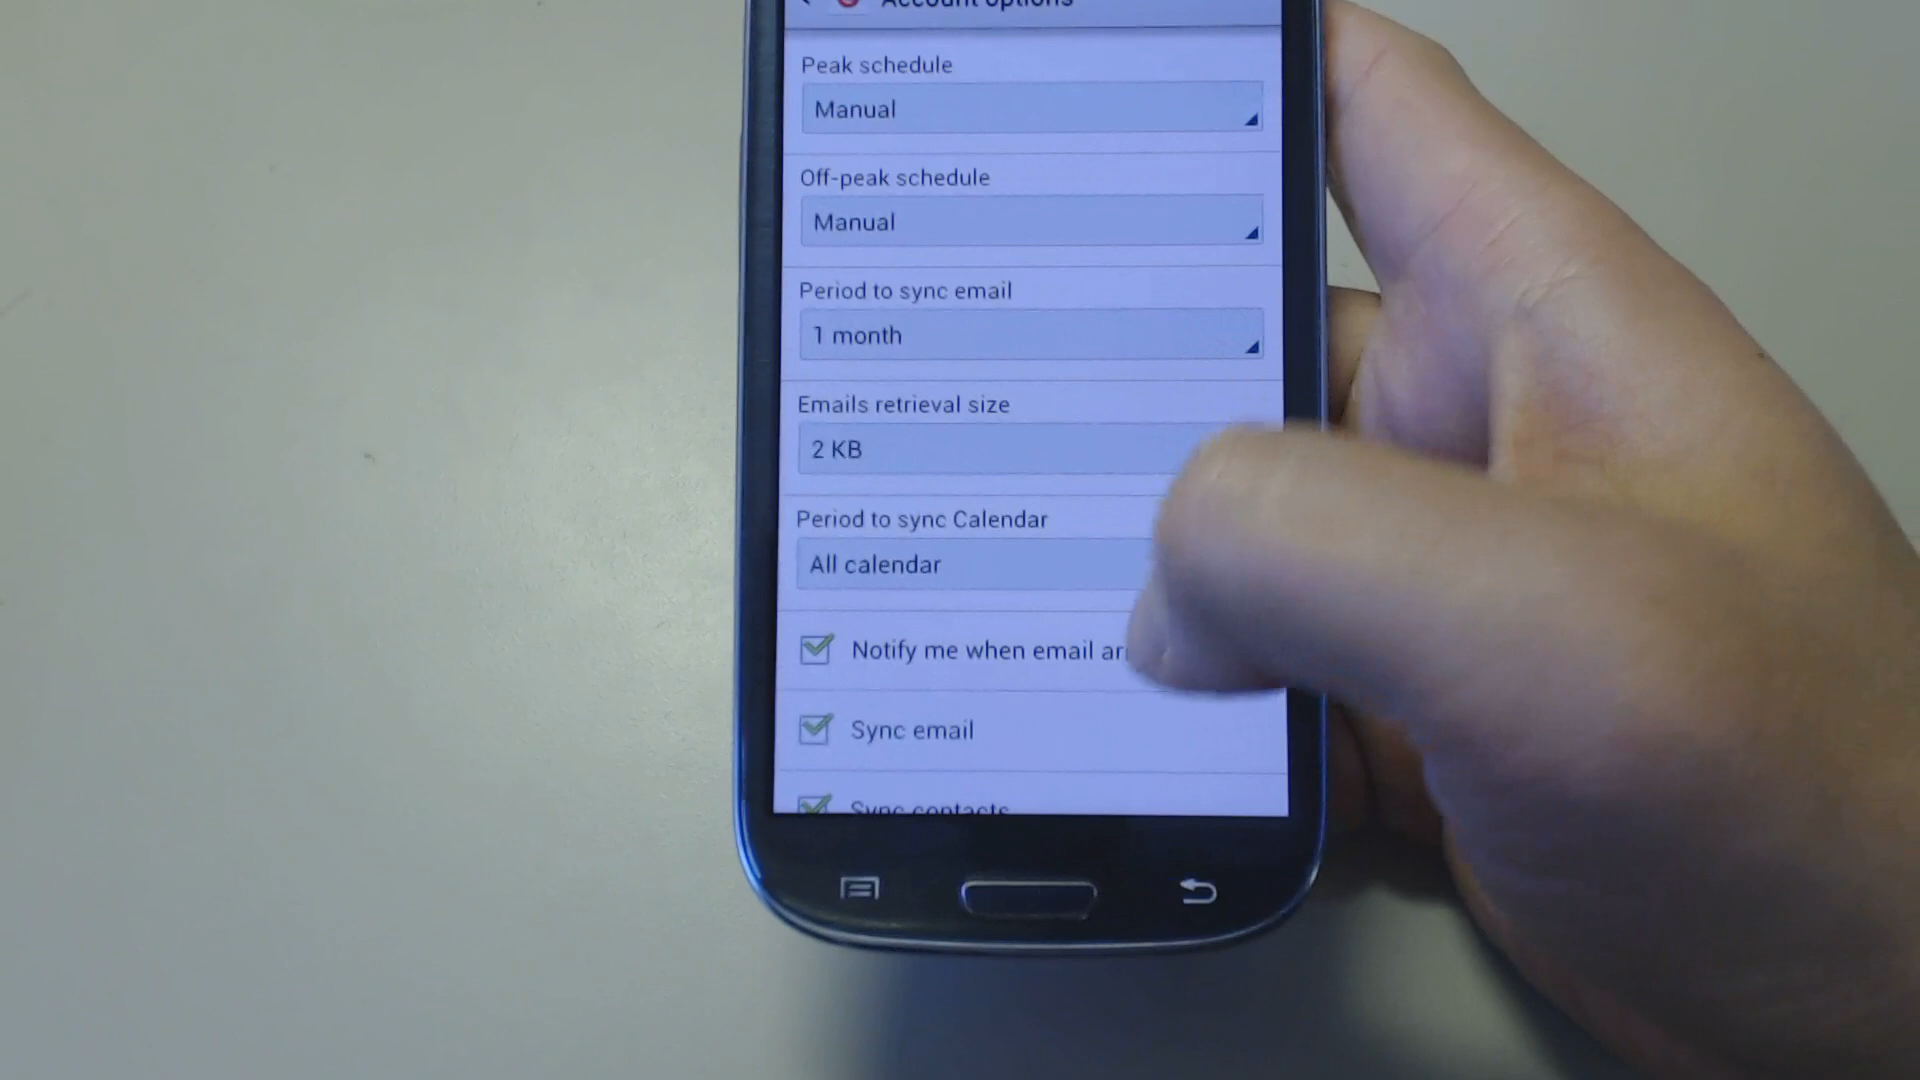 Account options
Peak schedule
Manual
Off-peak schedule
Manual
Period to sync email
1 month
Emails retrieval size
2 KB
Period to sync Calendar
All calendar
Notify me when email
Sync email
Sync contacts